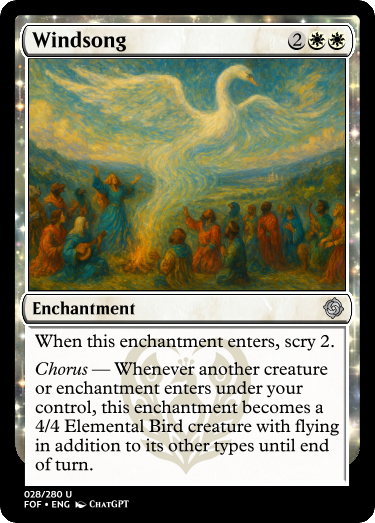 Windsong 2
Enchantment
When this enchantment enters, scry 2.
Chorus — Whenever another creature
or enchantment enters under your
control, this enchantment becomes a
4/4 Elemental Bird creature with flying
in addition to its other types until end
of turn.
028/280 U
FOF • ENG ChatGPT